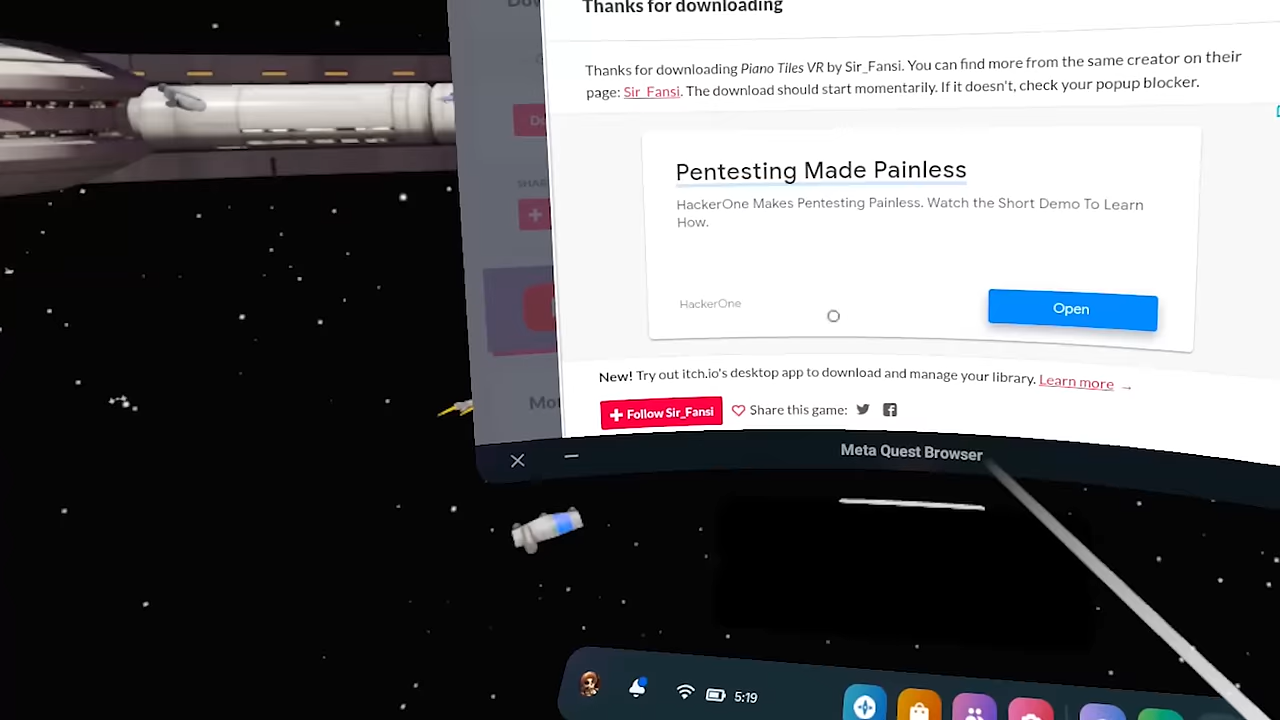 Thanks for downloading
Thanks for downloading Piano Tiles VR by Sir_Fansi. You can find more from the same creator on their
page: Sir_Fansi. The download should start momentarily. If it doesn't, check your popup blocker.
Pentesting Made Painless
HackerOne Makes Pentesting Painless. Watch the Short Demo To Learn
How.
HackerOne
Open
New! Try out itch.io's desktop app to download and manage your library. Learn more →
+ Follow Sir_Fansi
Share this game:
Meta Quest Browser
5:19